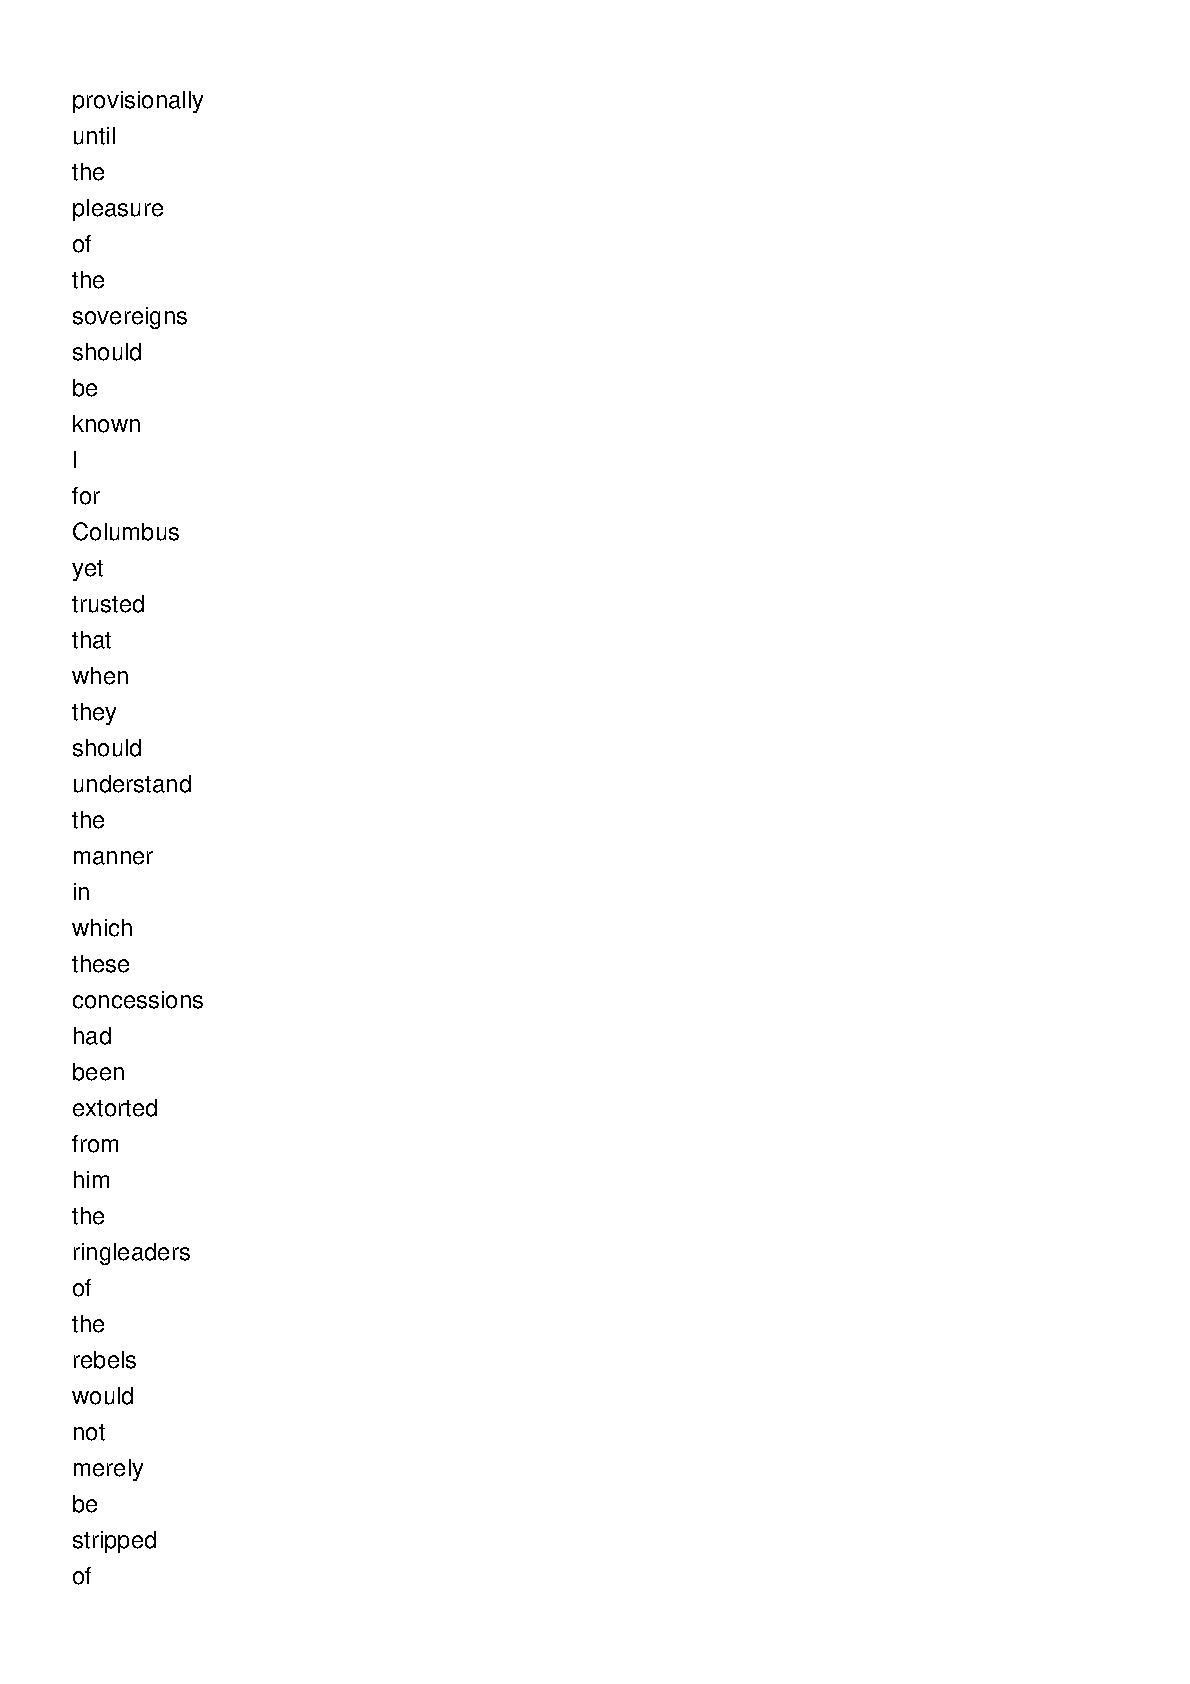 provisionally
until
the
pleasure
of
the
sovereigns
should
be
known
I
for
Columbus
yet
trusted
that
when
they
should
understand
the
manner
in
which
these
concessions
had
been
extorted
from
him
the
ringleaders
of
the
rebels
would
not
merely
be
stripped
of